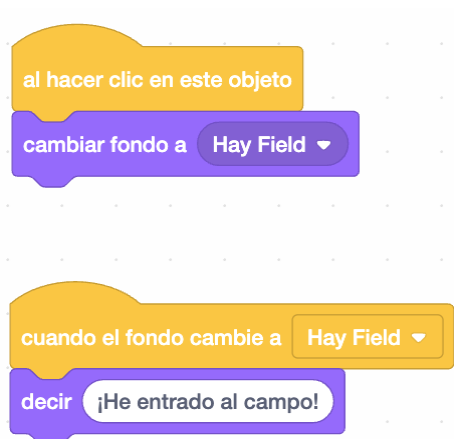 al hacer clic en este objeto
cambiar fondo a Hay Field
cuando el fondo cambie a Hay Field
decir ¡He entrado al campo!